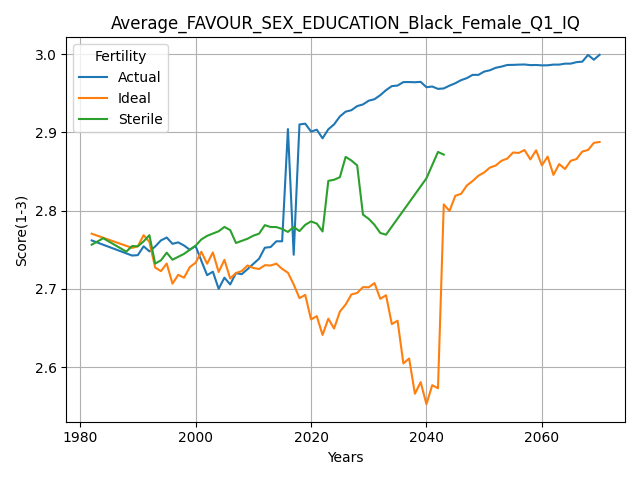 Average_FAVOUR_SEX_EDUCATION_Black_Female_Q1_IQ
Fertility
Actual
Ideal
Sterile
Score(1-3)
3.0
2.9
2.8
2.7
2.6
1980
2000
2020
2040
2060
Years